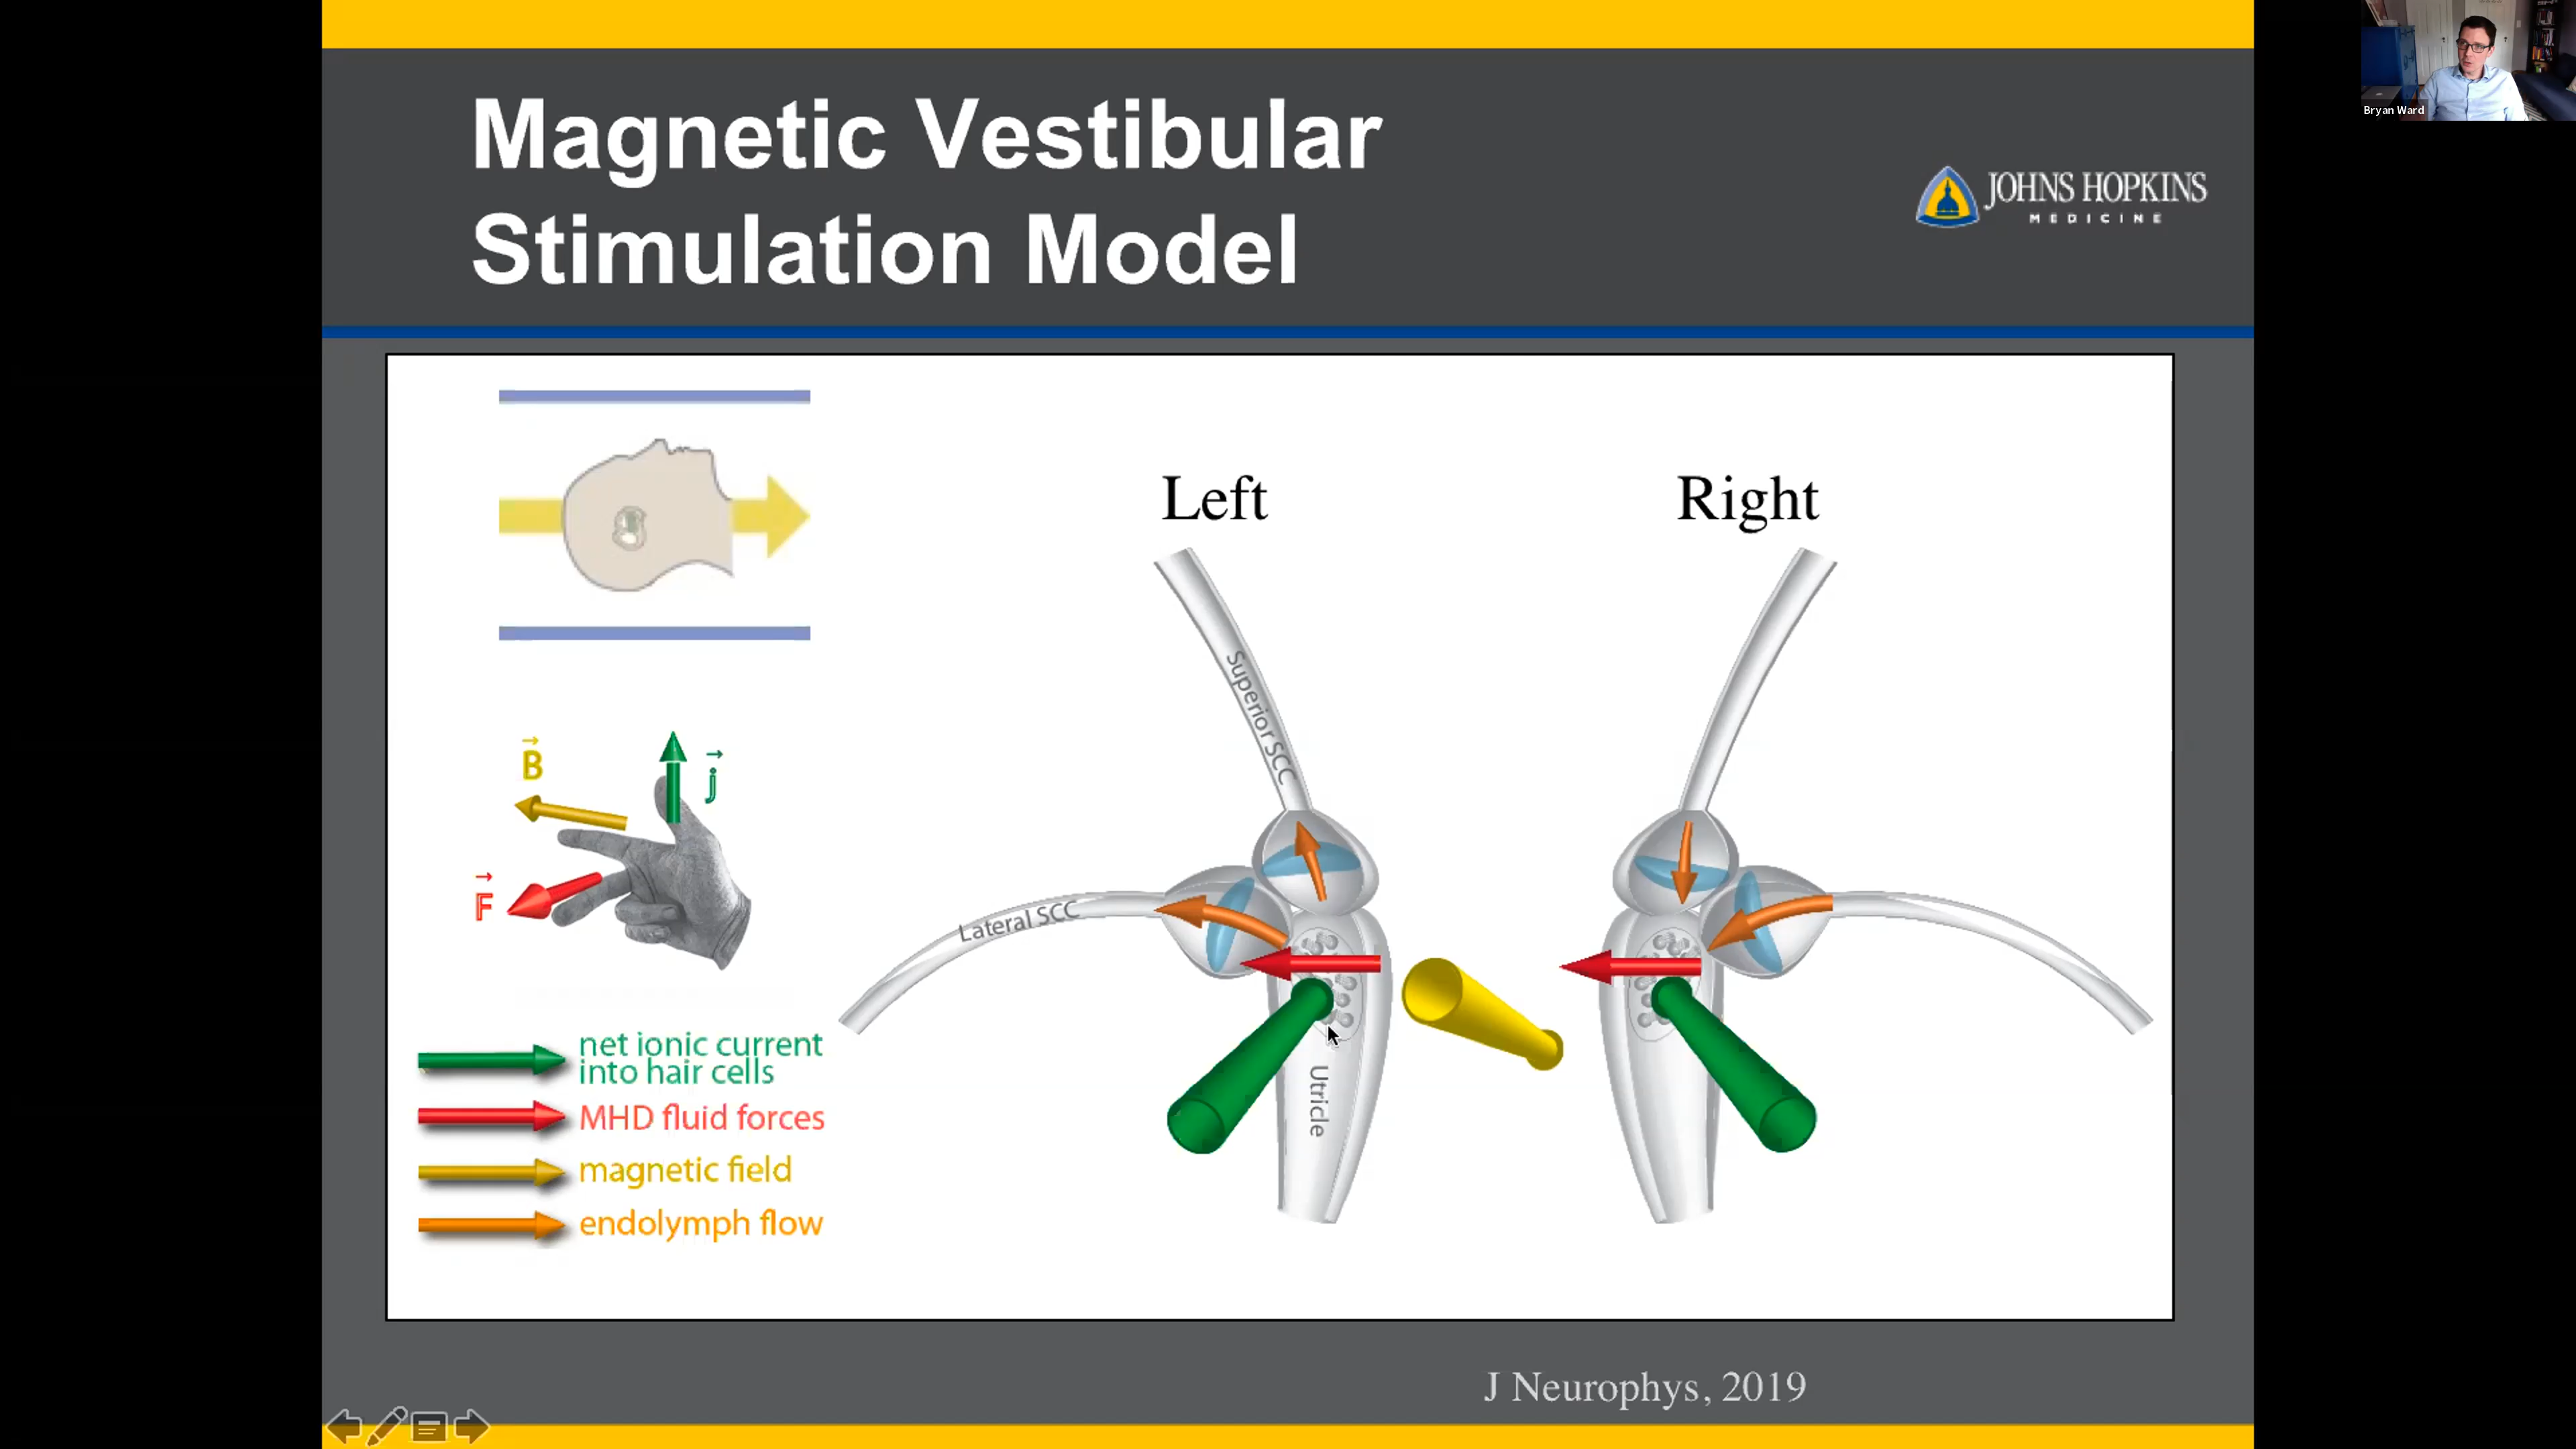 Magnetic Vestibular
Stimulation Model
JOHNS HOPKINS
MEDICINE
Bryan Ward
Left
Right
Superior SCC
Lateral SCC
Utricle
B
j
F
net ionic current
into hair cells
MHD fluid forces
magnetic field
endolymph flow
J Neurophys, 2019